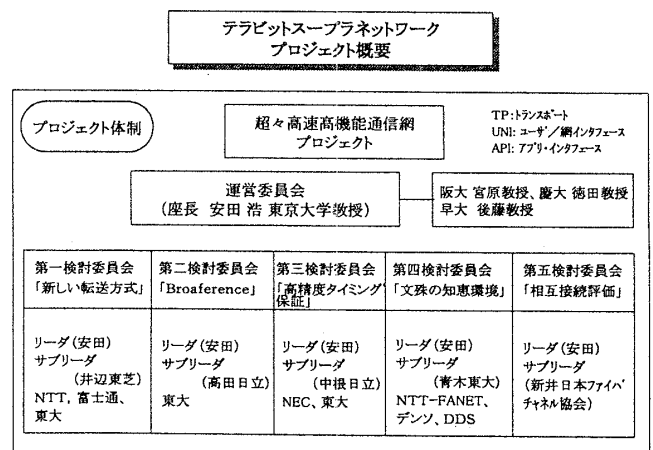 テラビットスープラネットワーク
プロジェクト概要
プロジェクト体制
超々高速高機能通信網
プロジェクト
TP:トランスポート
UNI: ユーザ/網インタフェース
API: アプリ・インタフェース
運営委員会
(座長 安田 浩 東京大学教授)
阪大 宮原教授、慶大 徳田教授
早大 後藤教授
第一検討委員会
「新しい転送方式」
リーダ(安田)
サブリーダ
(井辺東芝)
NTT, 富士通、
東大
第二検討委員会
「Broaference」
リーダ(安田)
サブリーダ
(高田日立)
東大
第三検討委員会
「高精度タイミング
保証」
リーダ(安田)
サブリーダ
(中根日立)
NEC、東大
第四検討委員会
「文殊の知恵環境」
リーダ(安田)
サブリーダ
(青木東大)
NTT-FANET、
デンソ、DDS
第五検討委員会
「相互接続評価」
リーダ(安田)
サブリーダ
(新井日本ファイバ
チャネル協会)